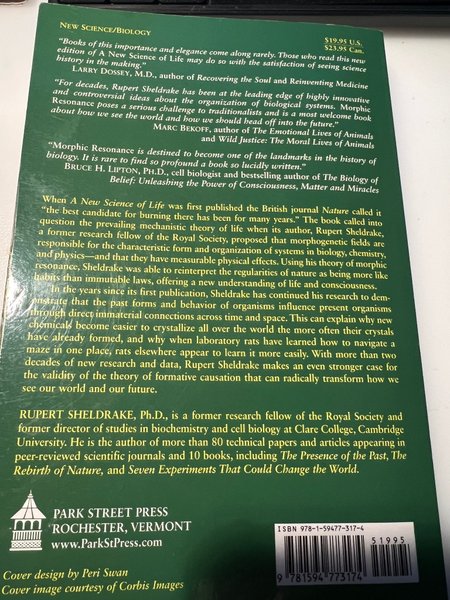 NEW SCIENCE/BIOLOGY
$19.95 U.S.
$23.95 Can.
"Books of this importance and elegance come along rarely. Those who read this new
edition of A New Science of Life may do so with the satisfaction of seeing science
history in the making."
LARRY DOSSEY, M.D., author of Recovering the Soul and Reinventing Medicine
"For decades, Rupert Sheldrake has been at the leading edge of highly innovative
and controversial ideas about the organization of biological systems. Morphic
Resonance poses a serious challenge to traditionalists and is a most welcome book
about how we see the world and how we should head off into the future."
MARC BEKOFF, author of The Emotional Lives of Animals
and Wild Justice: The Moral Lives of Animals
"Morphic Resonance is destined to become one of the landmarks in the history of
biology. It is rare to find so profound a book so lucidly written."
BRUCE H. LIPTON, PH.D., cell biologist and bestselling author of The Biology of
Belief: Unleashing the Power of Consciousness, Matter and Miracles
When A New Science of Life was first published the British journal Nature called it
"the best candidate for burning there has been for many years." The book called into
question the prevailing mechanistic theory of life when its author, Rupert Sheldrake,
a former research fellow of the Royal Society, proposed that morphogenetic fields are
responsible for the characteristic form and organization of systems in biology, chemistry,
and physics—and that they have measurable physical effects. Using his theory of morphic
resonance, Sheldrake was able to reinterpret the regularities of nature as being more like
habits than immutable laws, offering a new understanding of life and consciousness.
In the years since its first publication, Sheldrake has continued his research to dem-
onstrate that the past forms and behavior of organisms influence present organisms
through direct immaterial connections across time and space. This can explain why new
chemicals become easier to crystallize all over the world the more often their crystals
have already formed, and why when laboratory rats have learned how to navigate a
maze in one place, rats elsewhere appear to learn it more easily. With more than two
decades of new research and data, Rupert Sheldrake makes an even stronger case for
the validity of the theory of formative causation that can radically transform how we
see our world and our future.
RUPERT SHELDRAKE, Ph.D., is a former research fellow of the Royal Society and
former director of studies in biochemistry and cell biology at Clare College, Cambridge
University. He is the author of more than 80 technical papers and articles appearing in
peer-reviewed scientific journals and 10 books, including The Presence of the Past, The
Rebirth of Nature, and Seven Experiments That Could Change the World.
PARK STREET PRESS
ROCHESTER, VERMONT
www.ParkStPress.com
Cover design by Peri Swan
Cover image courtesy of Corbis Images
ISBN 978-1-59477-317-4
51995
9 781594 773174